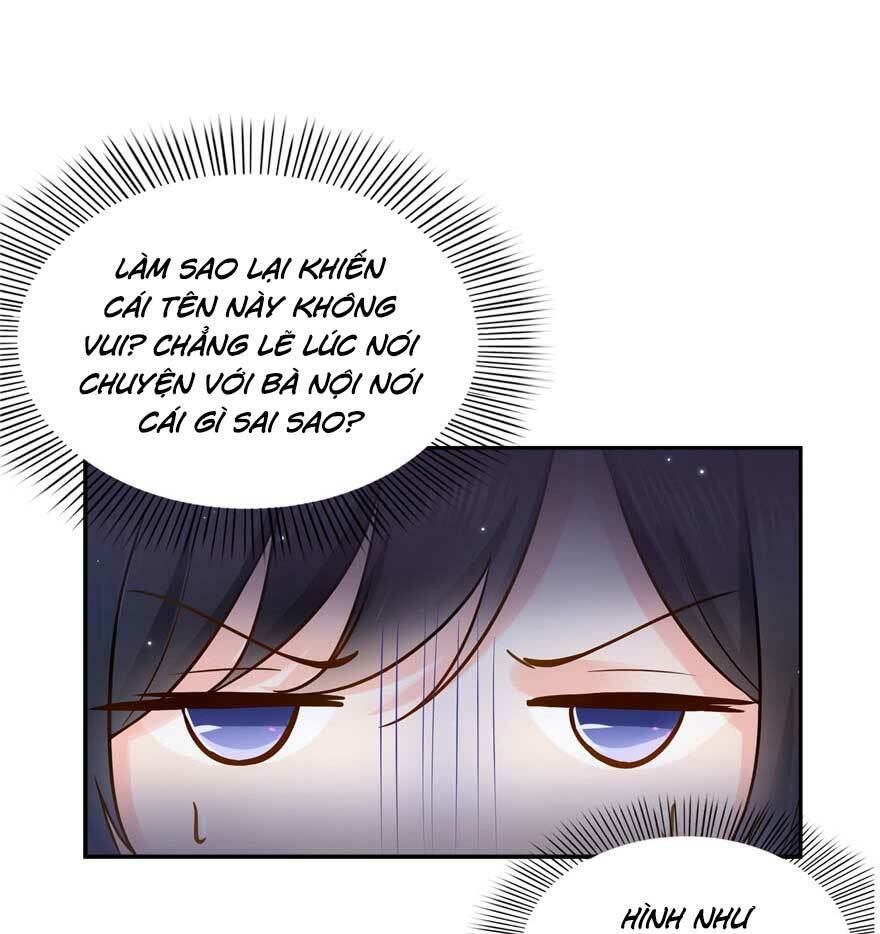 LÀM SAO LẠI KHIẾN
CÁI TÊN NÀY KHÔNG
VUI? CHẲNG LẼ LÚC NÓI
CHUYỆN VỚI BÀ NỘI NÓI
CÁI GÌ SAI SAO?
HÌNH NHƯ